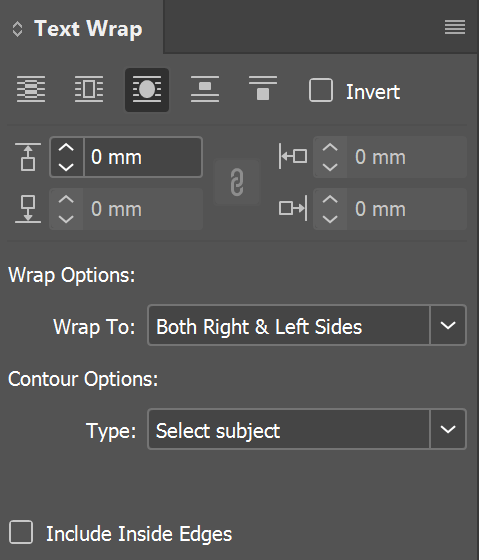 Text Wrap
Invert
0 mm 0 mm
0 mm 0 mm
Wrap Options:
Wrap To: Both Right & Left Sides
Contour Options:
Type: Select subject
Include Inside Edges